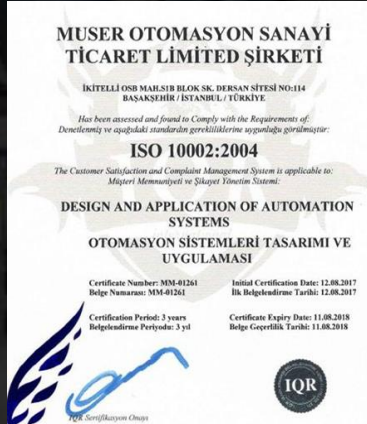 MUSER OTOMASYON SANAYİ
TİCARET LİMİTED ŞİRKETİ
İKİTELLİ OSB MAH.S1B BLOK SK. DERSAN SİTESİ NO:114
BAŞAKŞEHİR / İSTANBUL / TÜRKİYE
Has been assessed and found to Comply with the Requirements of:
Denetlenmiş ve aşağıdaki standardın gerekliliklerine uygunluğu görülmüştür:
ISO 10002:2004
The Customer Satisfaction and Complaint Management System is applicable to:
Müşteri Memnuniyeti ve Şikayet Yönetim Sistemi:
DESIGN AND APPLICATION OF AUTOMATION
SYSTEMS
OTOMASYON SİSTEMLERİ TASARIMI VE
UYGULAMASI
Certificate Number: MM-01261
Belge Numarası: MM-01261
Initial Certification Date: 12.08.2017
İlk Belgelendirme Tarihi: 12.08.2017
Certification Period: 3 years
Belgelendirme Periyodu: 3 yıl
Certificate Expiry Date: 11.08.2018
Belge Geçerlilik Tarihi: 11.08.2018
IQR
IQR Sertifikasyon Onayı